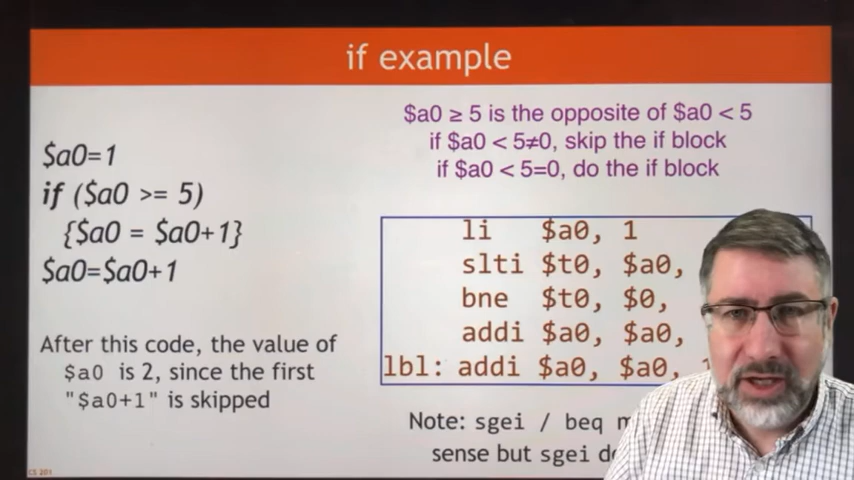 if example
$a0=1
if ($a0 >= 5)
{$a0 = $a0+1}
$a0=$a0+1
After this code, the value of
$a0 is 2, since the first
"$a0+1" is skipped
$a0 ≥ 5 is the opposite of $a0 < 5
if $a0 < 5≠0, skip the if block
if $a0 < 5=0, do the if block
li $a0, 1
slti $t0, $a0,
bne $t0, $0,
addi $a0, $a0,
lbl: addi $a0, $a0,
Note: sgei / beq
sense but sgei
CS 201